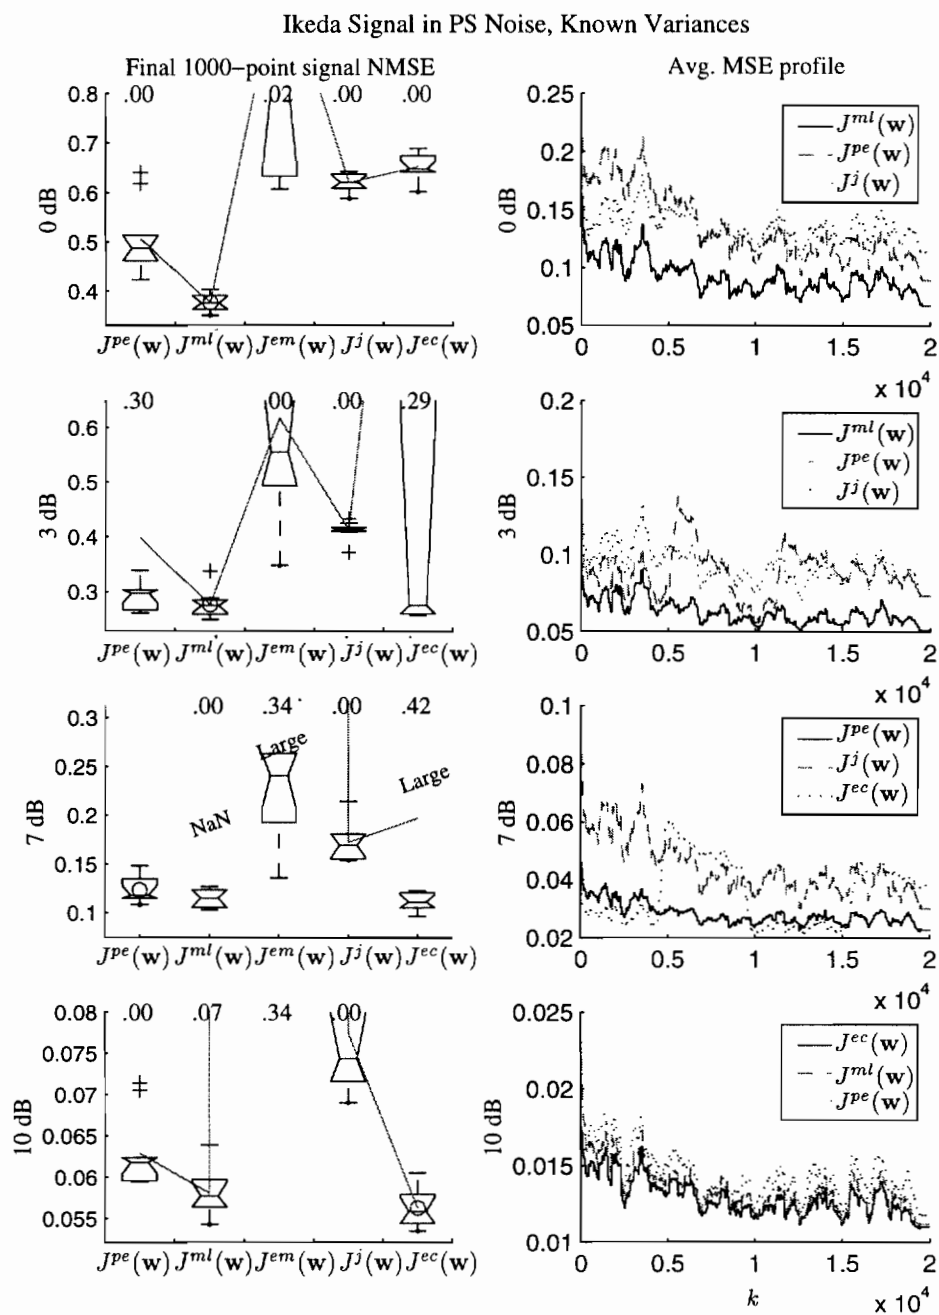 Ikeda Signal in PS Noise, Known Variances
Final 1000–point signal NMSE
.00 .02 .00 .00
0.8
0.7
0.6
0.5
0.4
0 dB
J^{pe}(w) J^{ml}(w) J^{em}(w) J^{j}(w) J^{ec}(w)
Avg. MSE profile
0.25
0.2
0.15
0.1
0.05
0 dB
J^{ml}(w)
J^{pe}(w)
J^{j}(w)
0 0.5 1 1.5 2
x 10^4
.30 .00 .00 .29
0.6
0.5
0.4
0.3
3 dB
J^{pe}(w) J^{ml}(w) J^{em}(w) J^{j}(w) J^{ec}(w)
0.2
0.15
0.1
0.05
3 dB
J^{ml}(w)
J^{pe}(w)
J^{j}(w)
0 0.5 1 1.5 2
x 10^4
.00 .34 .00 .42
0.3
0.25
0.2
0.15
0.1
7 dB
NaN
Large
Large
J^{pe}(w) J^{ml}(w) J^{em}(w) J^{j}(w) J^{ec}(w)
0.1
0.08
0.06
0.04
0.02
7 dB
J^{pe}(w)
J^{j}(w)
J^{ec}(w)
0 0.5 1 1.5 2
x 10^4
.00 .07 .34 .00
0.08
0.075
0.07
0.065
0.06
0.055
10 dB
J^{pe}(w) J^{ml}(w) J^{em}(w) J^{j}(w) J^{ec}(w)
0.025
0.02
0.015
0.01
10 dB
J^{ec}(w)
J^{ml}(w)
J^{pe}(w)
0 0.5 1 1.5 2
k
x 10^4